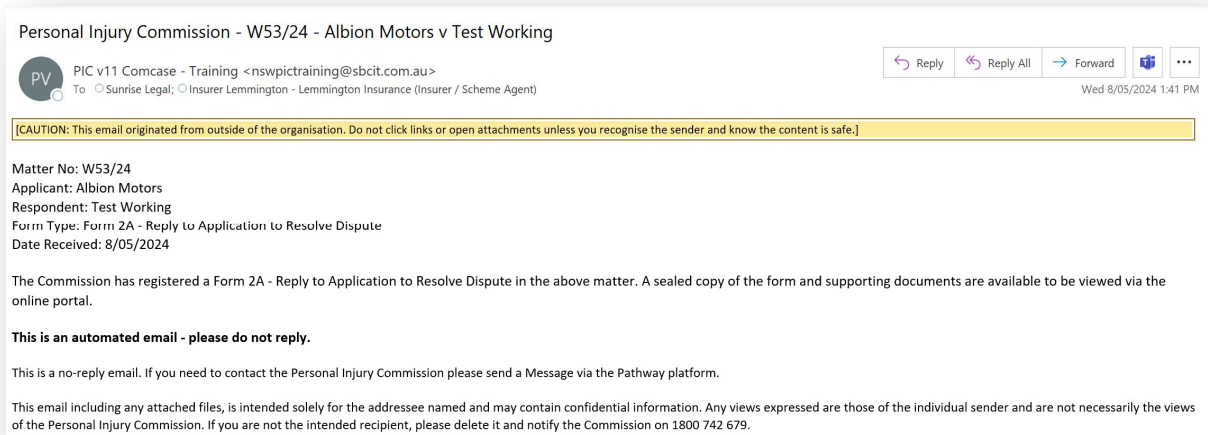 Personal Injury Commission - W53/24 - Albion Motors v Test Working
PV
PIC v11 Comcase - Training <nswpictraining@sbcit.com.au>
To Sunrise Legal; Insurer Lemmington - Lemmington Insurance (Insurer / Scheme Agent)
Reply
Reply All
Forward
Wed 8/05/2024 1:41 PM
[CAUTION: This email originated from outside of the organisation. Do not click links or open attachments unless you recognise the sender and know the content is safe.]
Matter No: W53/24
Applicant: Albion Motors
Respondent: Test Working
Form Type: Form 2A - Reply to Application to Resolve Dispute
Date Received: 8/05/2024
The Commission has registered a Form 2A - Reply to Application to Resolve Dispute in the above matter. A sealed copy of the form and supporting documents are available to be viewed via the
online portal.
This is an automated email - please do not reply.
This is a no-reply email. If you need to contact the Personal Injury Commission please send a Message via the Pathway platform.
This email including any attached files, is intended solely for the addressee named and may contain confidential information. Any views expressed are those of the individual sender and are not necessarily the views
of the Personal Injury Commission. If you are not the intended recipient, please delete it and notify the Commission on 1800 742 679.